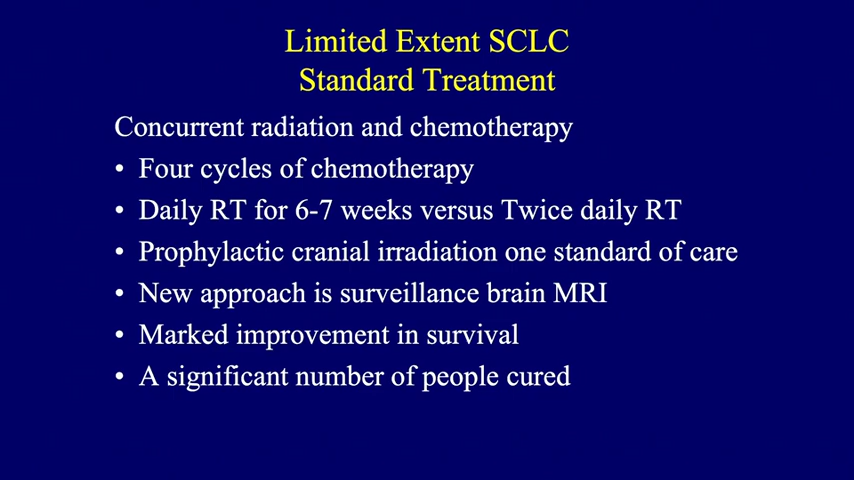 Limited Extent SCLC
Standard Treatment
Concurrent radiation and chemotherapy
• Four cycles of chemotherapy
• Daily RT for 6-7 weeks versus Twice daily RT
• Prophylactic cranial irradiation one standard of care
• New approach is surveillance brain MRI
• Marked improvement in survival
• A significant number of people cured